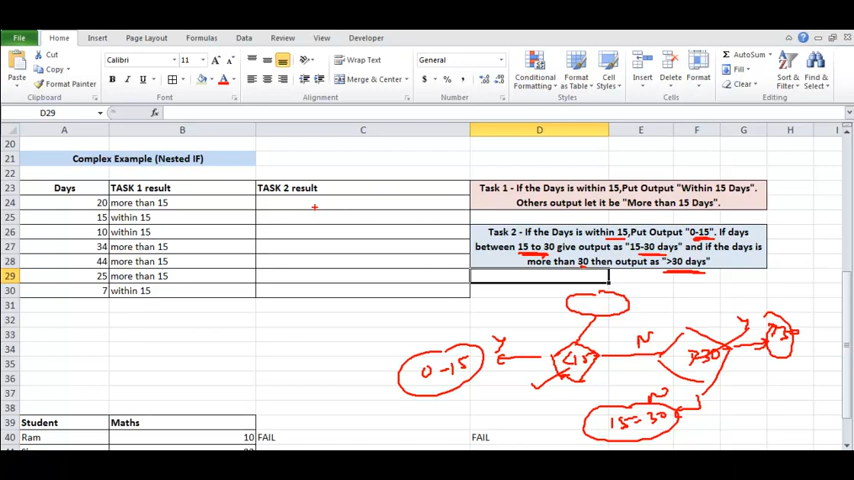 File Home Insert Page Layout Formulas Data Review View Developer
Cut
Copy
Format Painter
Paste
Clipboard
Calibri 11
B I U
Font
Wrap Text
Merge & Center
Alignment
General
$ % ,
Number
Conditional Formatting
Format as Table
Cell Styles
Styles
Insert Delete Format
Cells
AutoSum
Fill
Clear
Sort & Filter
Find & Select
Editing
D29 fx
A B C D E F G H I
20
21 Complex Example (Nested IF)
22
23 Days TASK 1 result TASK 2 result
24 20 more than 15
25 15 within 15
26 10 within 15
27 34 more than 15
28 44 more than 15
29 25 more than 15
30 7 within 15
Task 1 - If the Days is within 15,Put Output "Within 15 Days".
Others output let it be "More than 15 Days".
Task 2 - If the Days is within 15,Put Output "0-15". If days
between 15 to 30 give output as "15-30 days" and if the days is
more than 30 then output as ">30 days"
31
32
33
34
35
36
37
38
Y N Y
0-15 <15 >30
N
15-30
39 Student Maths
40 Ram 10 FAIL FAIL